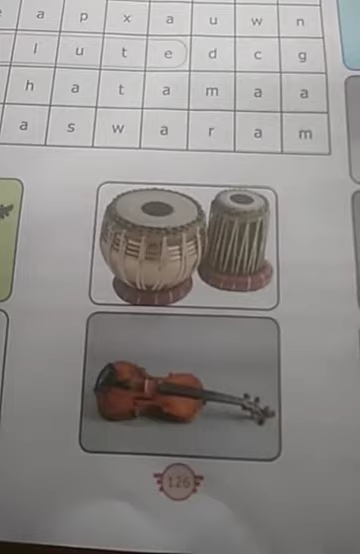 a p x a u w n
l u t e d c g
h a t a m a a
a s w a r a m
126